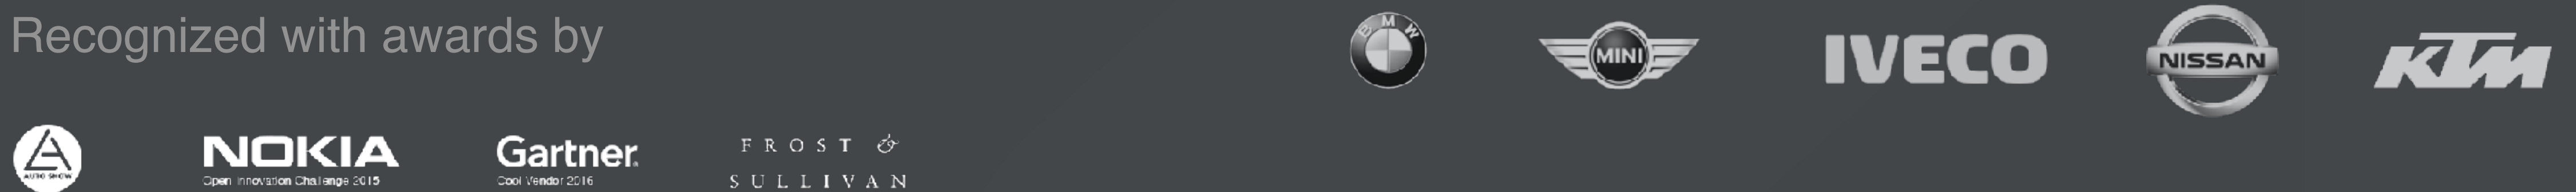 Recognized with awards by
BMW
MINI
IVECO
NISSAN
KTM
AUTO SHOW
NOKIA
Open Innovation Challenge 2015
Gartner.
Cool Vendor 2016
FROST &
SULLIVAN